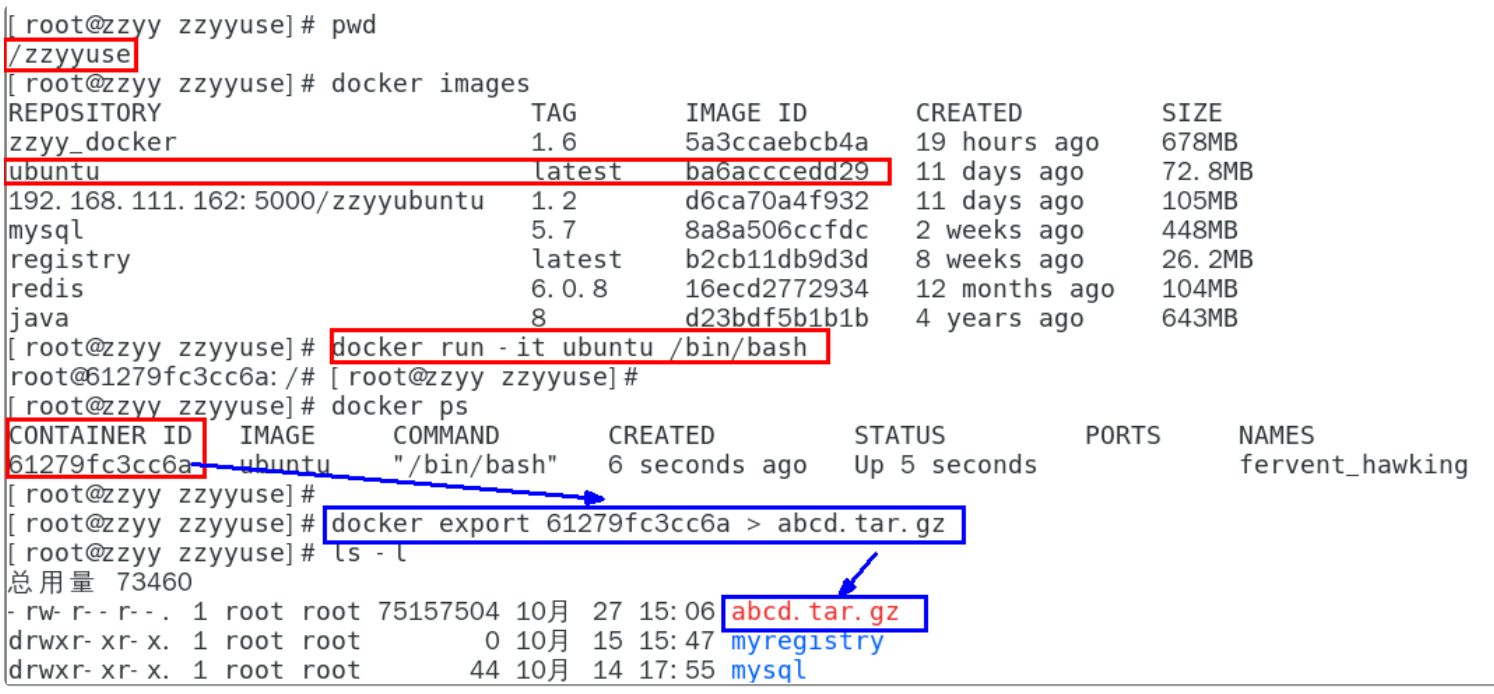 [root@zzyy zzyyuse]# pwd
/zzyyuse
[root@zzyy zzyyuse]# docker images
REPOSITORY TAG IMAGE ID CREATED SIZE
zzyy_docker 1.6 5a3ccaebcb4a 19 hours ago 678MB
ubuntu latest ba6acccedd29 11 days ago 72.8MB
192.168.111.162:5000/zzyyubuntu 1.2 d6ca70a4f932 11 days ago 105MB
mysql 5.7 8a8a506ccfdc 2 weeks ago 448MB
registry latest b2cb11db9d3d 8 weeks ago 26.2MB
redis 6.0.8 16ecd2772934 12 months ago 104MB
java 8 d23bdf5b1b1b 4 years ago 643MB
[root@zzyy zzyyuse]# docker run -it ubuntu /bin/bash
root@61279fc3cc6a:/# [root@zzyy zzyyuse]#
[root@zzyy zzyyuse]# docker ps
CONTAINER ID IMAGE COMMAND CREATED STATUS PORTS NAMES
61279fc3cc6a ubuntu "/bin/bash" 6 seconds ago Up 5 seconds fervent_hawking
[root@zzyy zzyyuse]#
[root@zzyy zzyyuse]# docker export 61279fc3cc6a > abcd.tar.gz
[root@zzyy zzyyuse]# ls -l
总用量 73460
-rw-r--r--. 1 root root 75157504 10月 27 15:06 abcd.tar.gz
drwxr-xr-x. 1 root root 0 10月 15 15:47 myregistry
drwxr-xr-x. 1 root root 44 10月 14 17:55 mysql